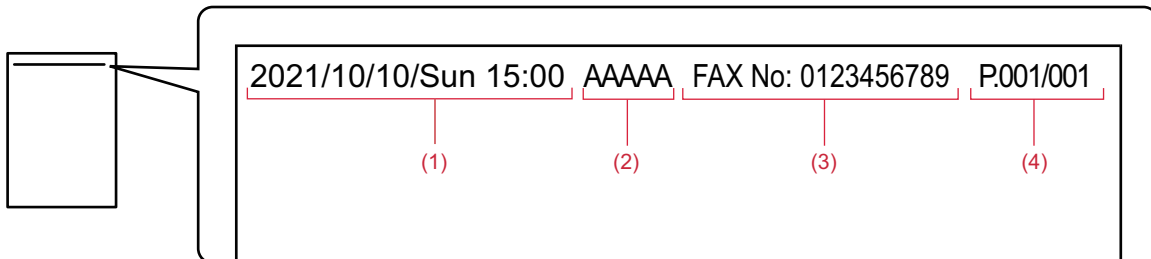 2021/10/10/Sun 15:00 AAAAA FAX No: 0123456789 P.001/001
(1) (2) (3) (4)